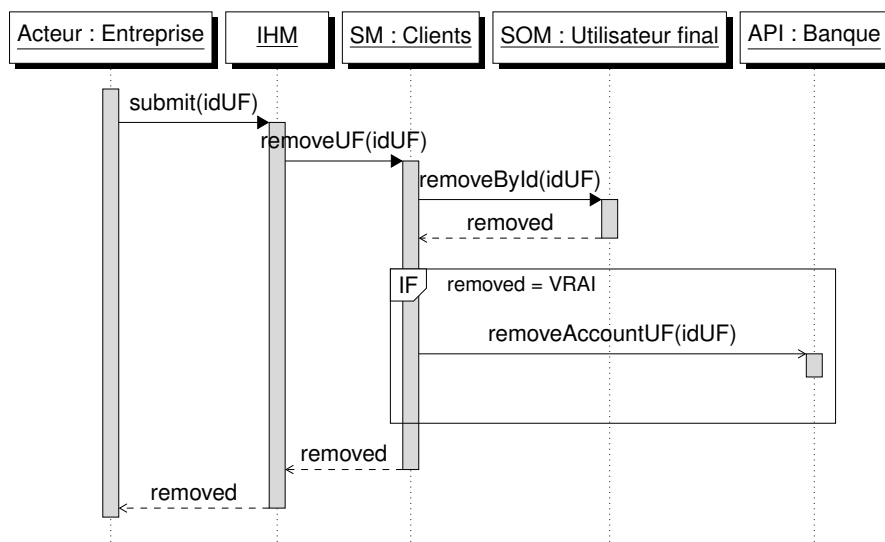 Acteur : Entreprise
IHM
SM : Clients
SOM : Utilisateur final
API : Banque
submit(idUF)
removeUF(idUF)
removeById(idUF)
removed
IF
removed = VRAI
removeAccountUF(idUF)
removed
removed